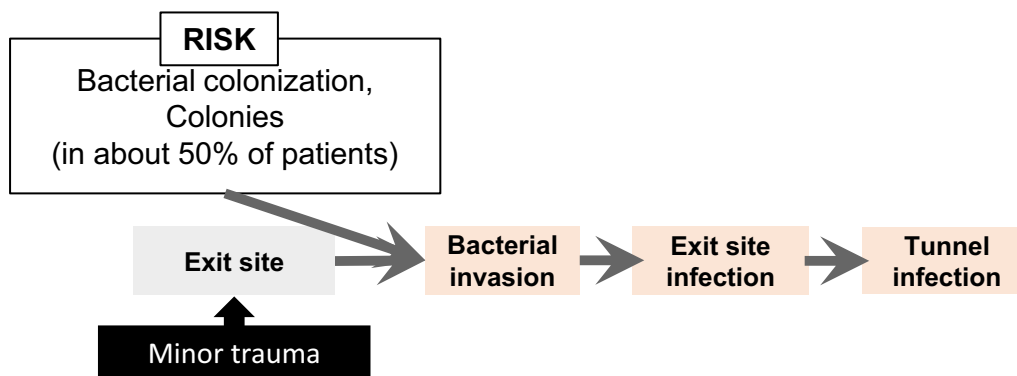 RISK
Bacterial colonization,
Colonies
(in about 50% of patients)
Exit site
Bacterial
invasion
Exit site
infection
Tunnel
infection
Minor trauma